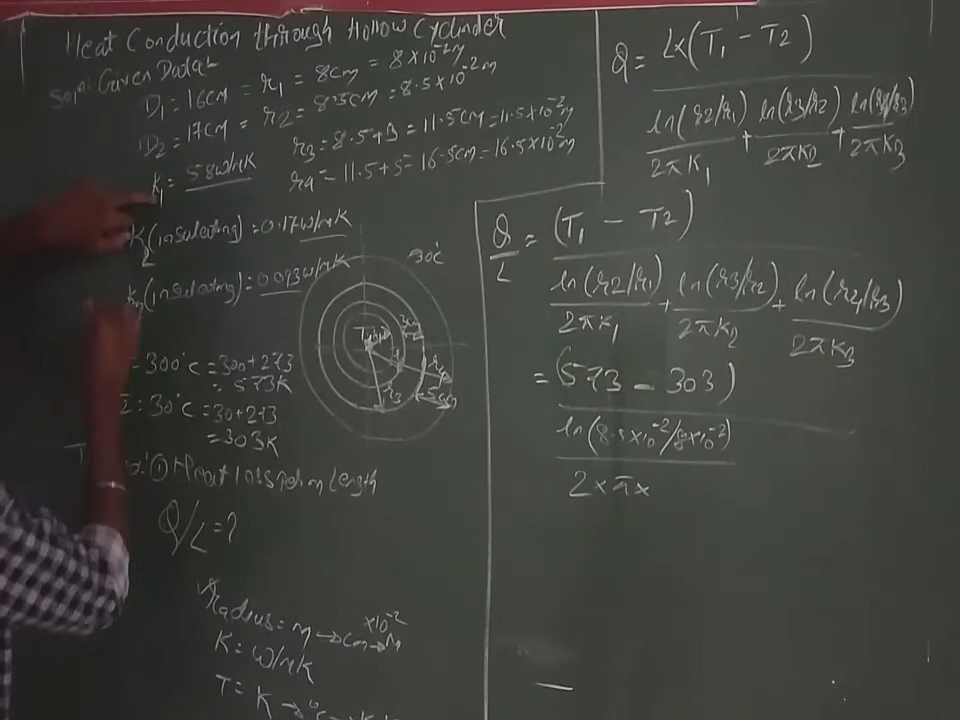 Heat Conduction through Hollow Cylinder
Soln: Given Data:
D1 = 16cm = r1 = 8cm = 8×10⁻²m
D2 = 17cm = r2 = 8.5cm = 8.5×10⁻²m
r3 = 8.5+3 = 11.5cm = 11.5×10⁻²m
r4 = 11.5+5 = 16.5cm = 16.5×10⁻²m
k1 = 58w/mK
K2 (insulating) = 0.17w/mK
(insulating) = 0.093w/mK
30°C
r3
5cm
= 300°C = 300+273
= 573K
= 30°C = 30+273
= 303K
① Heat loss per m Length
Q/L = ?
radius = m → cm → m
×10⁻²
K = w/mK
T = K → °C
Q = L×(T1 - T2)
ln(r2/r1) + ln(r3/r2) + ln(r4/r3)
2πK1 2πK2 2πK3
Q/L = (T1 - T2)
ln(r2/r1) + ln(r3/r2) + ln(r4/r3)
2πK1 2πK2 2πK3
= (573 - 303)
ln(8.5×10⁻²/8×10⁻²)
2×π×